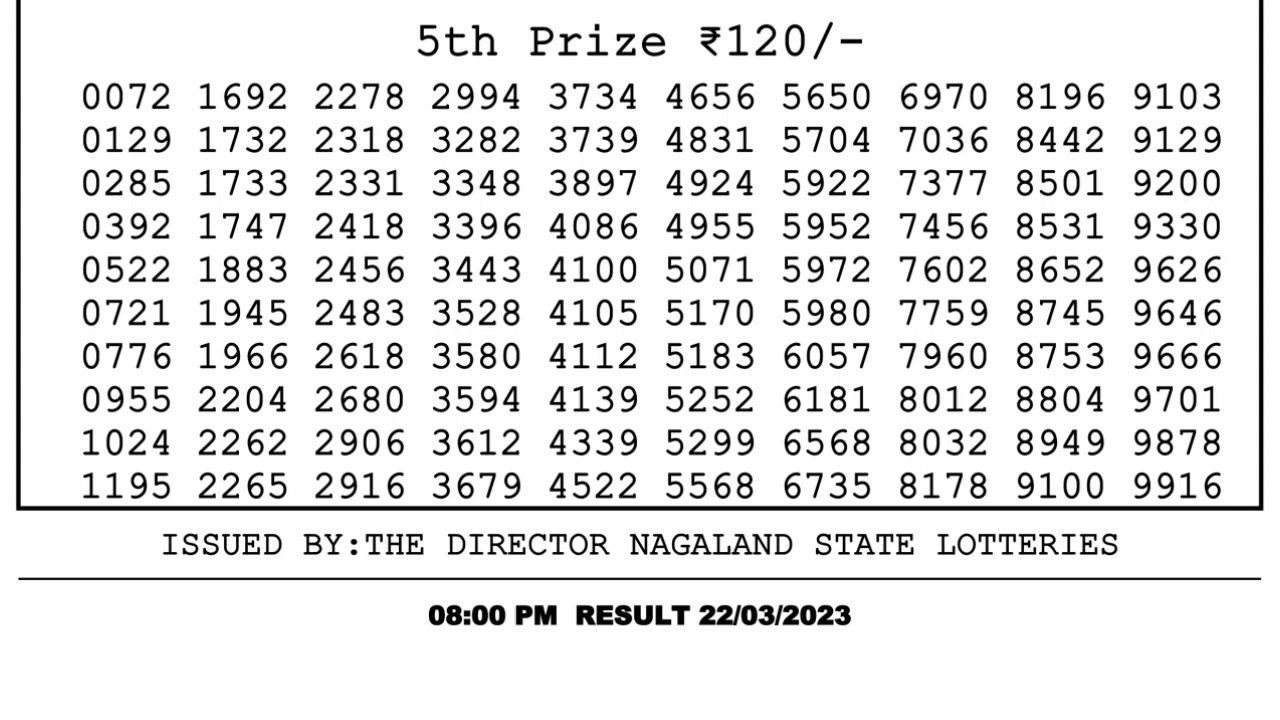 5th Prize ₹120/-
0072 1692 2278 2994 3734 4656 5650 6970 8196 9103
0129 1732 2318 3282 3739 4831 5704 7036 8442 9129
0285 1733 2331 3348 3897 4924 5922 7377 8501 9200
0392 1747 2418 3396 4086 4955 5952 7456 8531 9330
0522 1883 2456 3443 4100 5071 5972 7602 8652 9626
0721 1945 2483 3528 4105 5170 5980 7759 8745 9646
0776 1966 2618 3580 4112 5183 6057 7960 8753 9666
0955 2204 2680 3594 4139 5252 6181 8012 8804 9701
1024 2262 2906 3612 4339 5299 6568 8032 8949 9878
1195 2265 2916 3679 4522 5568 6735 8178 9100 9916
ISSUED BY:THE DIRECTOR NAGALAND STATE LOTTERIES
08:00 PM RESULT 22/03/2023